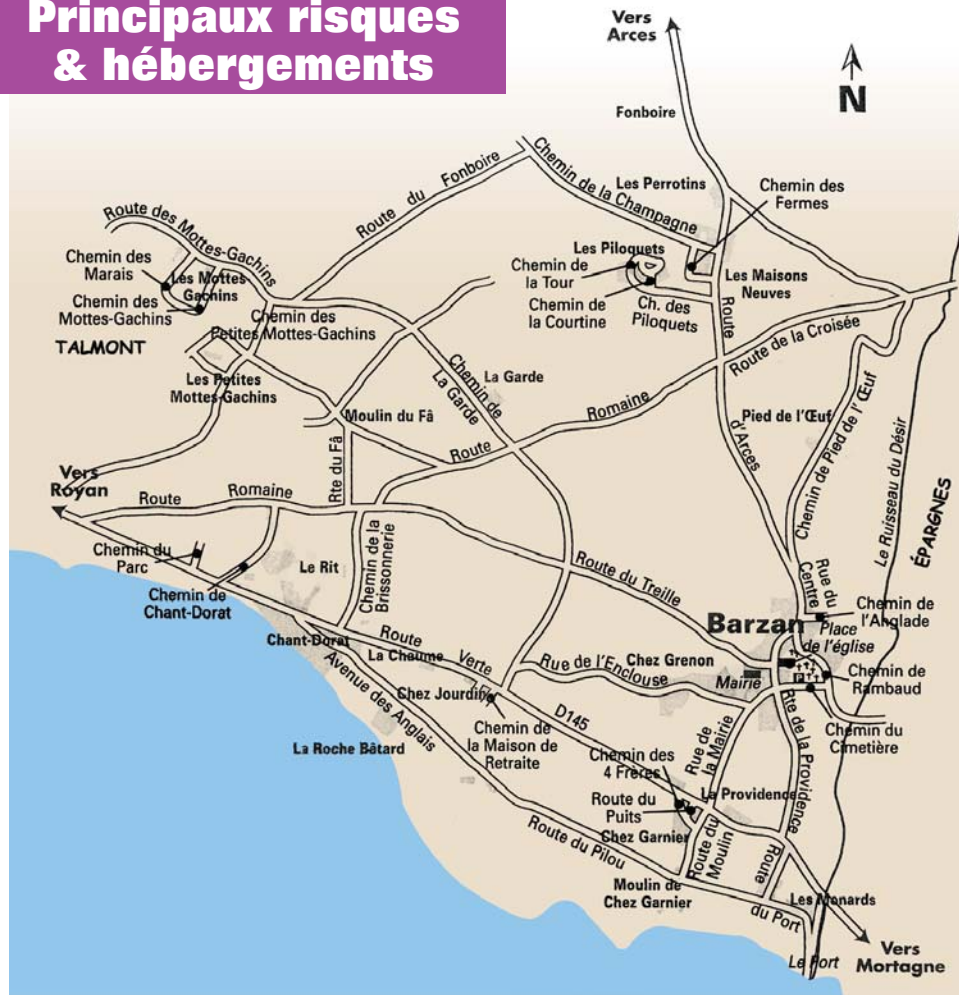 Principaux risques
& hébergements
Vers
Arces
N
Fonboire
Chemin de la Champagne
Les Perrotins
Chemin des
Fermes
Route du Fonboire
Route des Mottes-Gachins
Les Piloquets
Chemin de
la Tour
Chemin des
Marais
Les Mottes
Gachins
Chemin de
la Courtine
Ch. des
Piloquets
Les Maisons
Neuves
Chemin des
Mottes-Gachins
Chemin des
Petites Mottes-Gachins
TALMONT
Route d'Arces
Route de la Croisée
Les Petites
Mottes-Gachins
Chemin de
La Garde
La Garde
Moulin du Fâ
Pied de l'Œuf
Chemin de Pied de l'Œuf
Le Ruisseau du Désir
ÉPARGNES
Route Romaine
Rte du Fâ
Vers
Royan
Route Romaine
Chemin du
Parc
Le Rit
Chemin de la
Brissonnerie
Route du Treille
Chemin de
Chant-Dorat
Rue du
Centre
Chemin de
l'Anglade
Barzan
Place
de l'église
Chant-Dorat
Route Verte
La Chaume
Rue de l'Enclouse
Chez Grenon
Mairie
P
Chemin de
Rambaud
Avenue des Anglais
Chez Jourdin
D145
Chemin du
Cimetière
La Roche Bâtard
Chemin de
la Maison de
Retraite
Rue de
la Mairie
Rte de la Providence
Chemin des
4 Frères
La Providence
Route du
Puits
Chez Garnier
Route du Pilou
Route du
Moulin
Moulin de
Chez Garnier
Route
du Port
Les Monards
Vers
Mortagne
Le Port